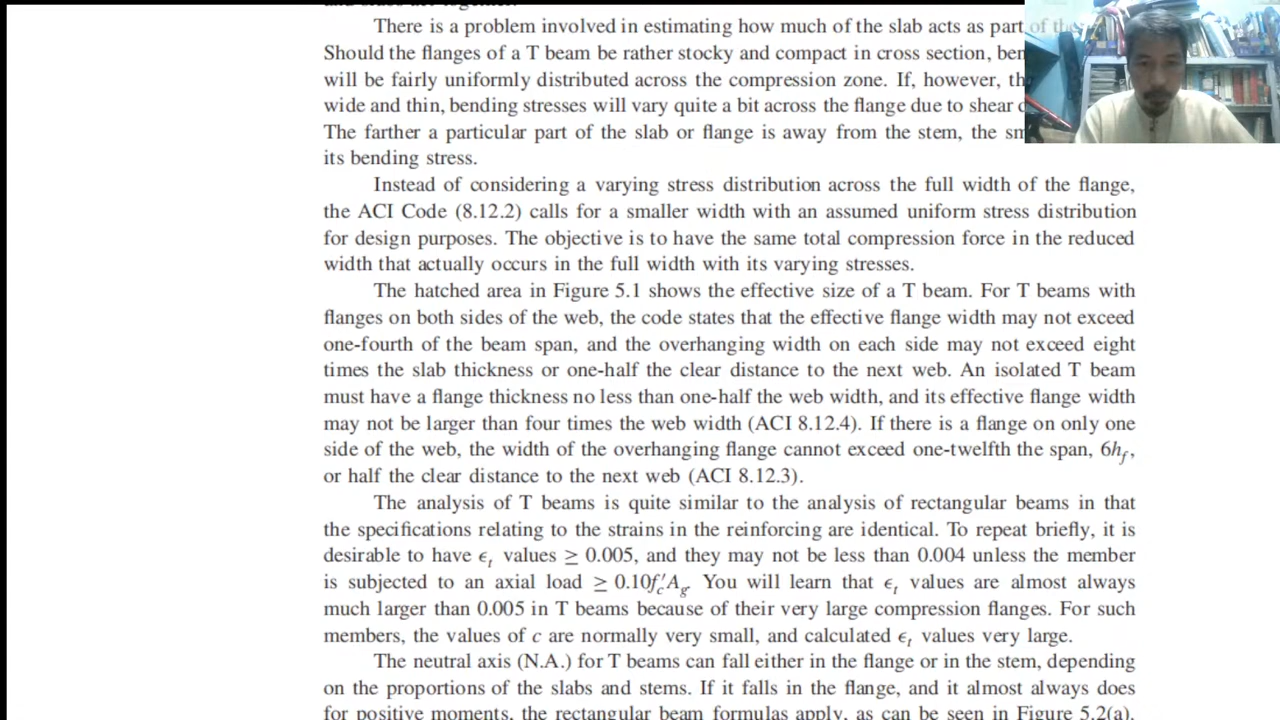 There is a problem involved in estimating how much of the slab acts as part of the
Should the flanges of a T beam be rather stocky and compact in cross section,
will be fairly uniformly distributed across the compression zone. If, however,
wide and thin, bending stresses will vary quite a bit across the flange due to shear
The farther a particular part of the slab or flange is away from the stem, the
its bending stress.
Instead of considering a varying stress distribution across the full width of the flange,
the ACI Code (8.12.2) calls for a smaller width with an assumed uniform stress distribution
for design purposes. The objective is to have the same total compression force in the reduced
width that actually occurs in the full width with its varying stresses.
The hatched area in Figure 5.1 shows the effective size of a T beam. For T beams with
flanges on both sides of the web, the code states that the effective flange width may not exceed
one-fourth of the beam span, and the overhanging width on each side may not exceed eight
times the slab thickness or one-half the clear distance to the next web. An isolated T beam
must have a flange thickness no less than one-half the web width, and its effective flange width
may not be larger than four times the web width (ACI 8.12.4). If there is a flange on only one
side of the web, the width of the overhanging flange cannot exceed one-twelfth the span, 6h_f,
or half the clear distance to the next web (ACI 8.12.3).
The analysis of T beams is quite similar to the analysis of rectangular beams in that
the specifications relating to the strains in the reinforcing are identical. To repeat briefly, it is
desirable to have ϵ_t values ≥ 0.005, and they may not be less than 0.004 unless the member
is subjected to an axial load ≥ 0.10f′_c A_g. You will learn that ϵ_t values are almost always
much larger than 0.005 in T beams because of their very large compression flanges. For such
members, the values of c are normally very small, and calculated ϵ_t values very large.
The neutral axis (N.A.) for T beams can fall either in the flange or in the stem, depending
on the proportions of the slabs and stems. If it falls in the flange, and it almost always does
for positive moments, the rectangular beam formulas apply, as can be seen in Figure 5.2(a).